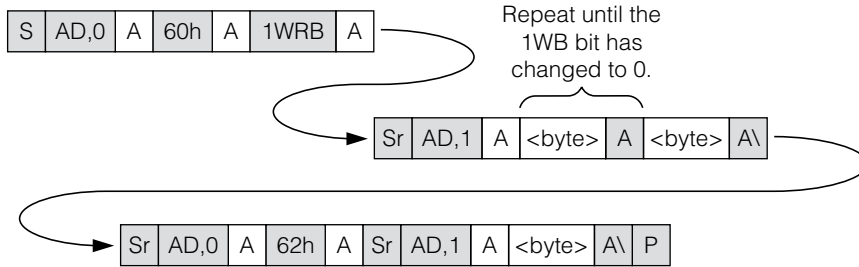 Repeat until the
1WB bit has
changed to 0.
S AD,0 A 60h A 1WRB A
Sr AD,1 A <byte> A <byte> A\
Sr AD,0 A 62h A Sr AD,1 A <byte> A\ P